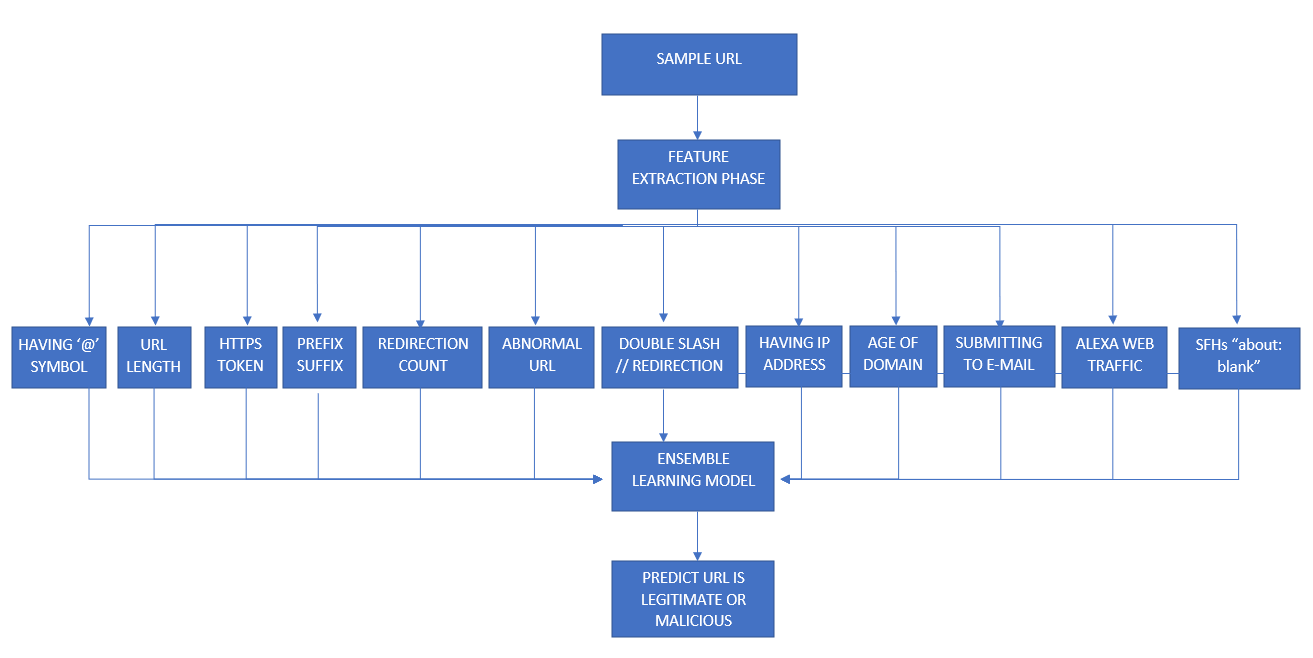 SAMPLE URL
FEATURE
EXTRACTION PHASE
HAVING ‘@’
SYMBOL
URL
LENGTH
HTTPS
TOKEN
PREFIX
SUFFIX
REDIRECTION
COUNT
ABNORMAL
URL
DOUBLE SLASH
// REDIRECTION
HAVING IP
ADDRESS
AGE OF
DOMAIN
SUBMITTING
TO E-MAIL
ALEXA WEB
TRAFFIC
SFHs “about:
blank”
ENSEMBLE
LEARNING MODEL
PREDICT URL IS
LEGITIMATE OR
MALICIOUS